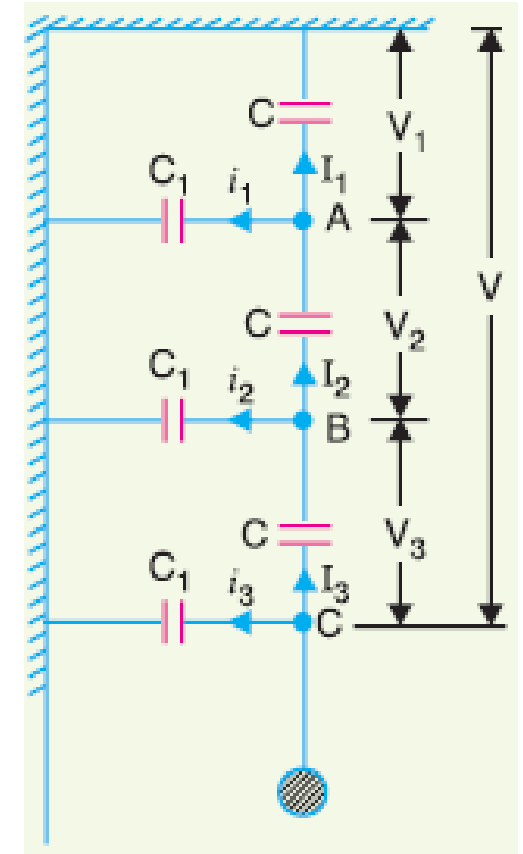 C
V₁
C₁ i₁ I₁
A
C V₂ V
C₁ i₂ I₂
B
C V₃
C₁ i₃ I₃
C